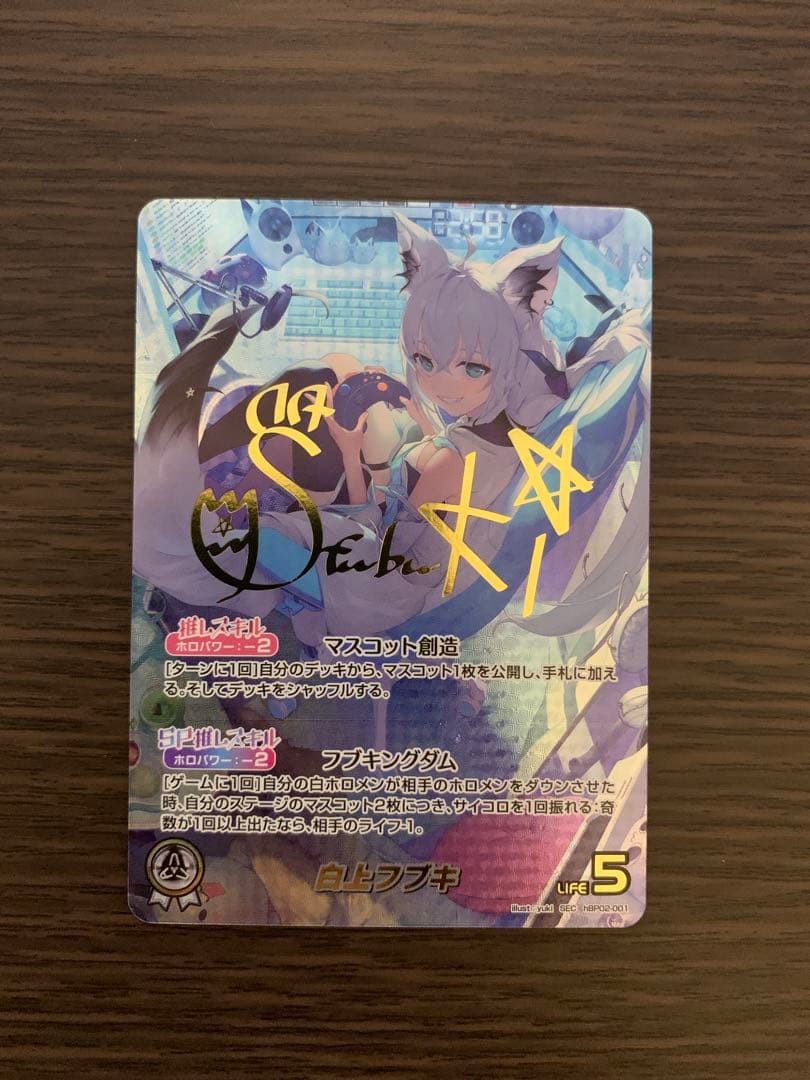 02:58
Fubu
推しスキル
ホロパワー：－2
マスコット創造
[ターンに1回]自分のデッキから、マスコット1枚を公開し、手札に加え
る。そしてデッキをシャッフルする。
SP推しスキル
ホロパワー：－2
フブキングダム
[ゲームに1回]自分の白ホロメンが相手のホロメンをダウンさせた
時、自分のステージのマスコット2枚につき、サイコロを1回振れる：奇
数が1回以上出たなら、相手のライフ-1。
白上フブキ
LIFE 5
illust：yuki SEC hBP02-001